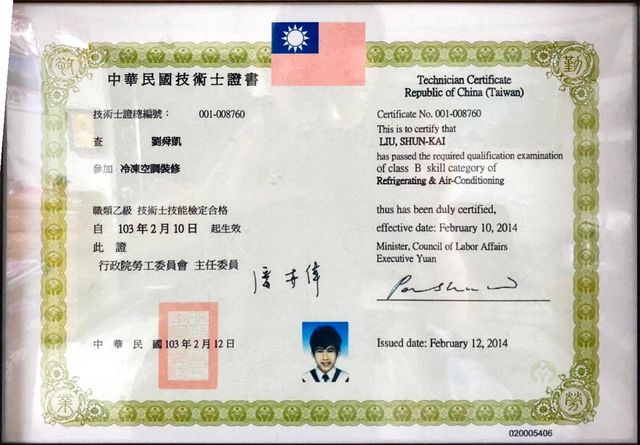 敬
勤
中華民國技術士證書
技術士證總編號： 001-008760
查 劉舜凱
參加 冷凍空調裝修
職類乙級 技術士技能檢定合格
自 103 年 2 月 10 日 起生效
此 證
行政院勞工委員會 主任委員
中 華 民 國 103 年 2 月 12 日
Technician Certificate
Republic of China (Taiwan)
Certificate No. 001-008760
This is to certify that
LIU, SHUN-KAI
has passed the required qualification examination
of class B skill category of
Refrigerating & Air-Conditioning
thus has been duly certified,
effective date: February 10, 2014
Minister, Council of Labor Affairs
Executive Yuan
Issued date: February 12, 2014
業
勞
020005406